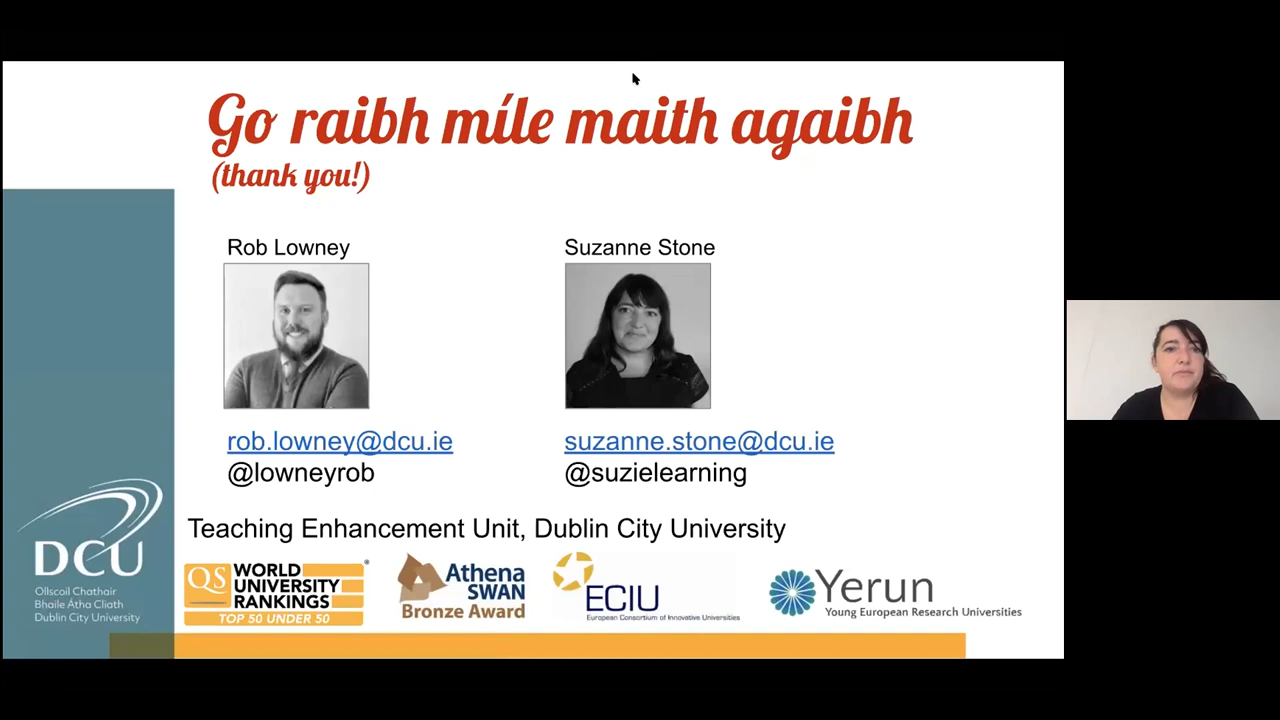 Go raibh míle maith agaibh
(thank you!)
Rob Lowney
Suzanne Stone
rob.lowney@dcu.ie
suzanne.stone@dcu.ie
@lowneyrob
@suzielearning
Teaching Enhancement Unit, Dublin City University
DCU
Ollscoil Chathair
Bhaile Átha Cliath
Dublin City University
QS
WORLD
UNIVERSITY
RANKINGS
TOP 50 UNDER 50
Athena
SWAN
Bronze Award
ECIU
European Consortium of Innovative Universities
Yerun
Young European Research Universities